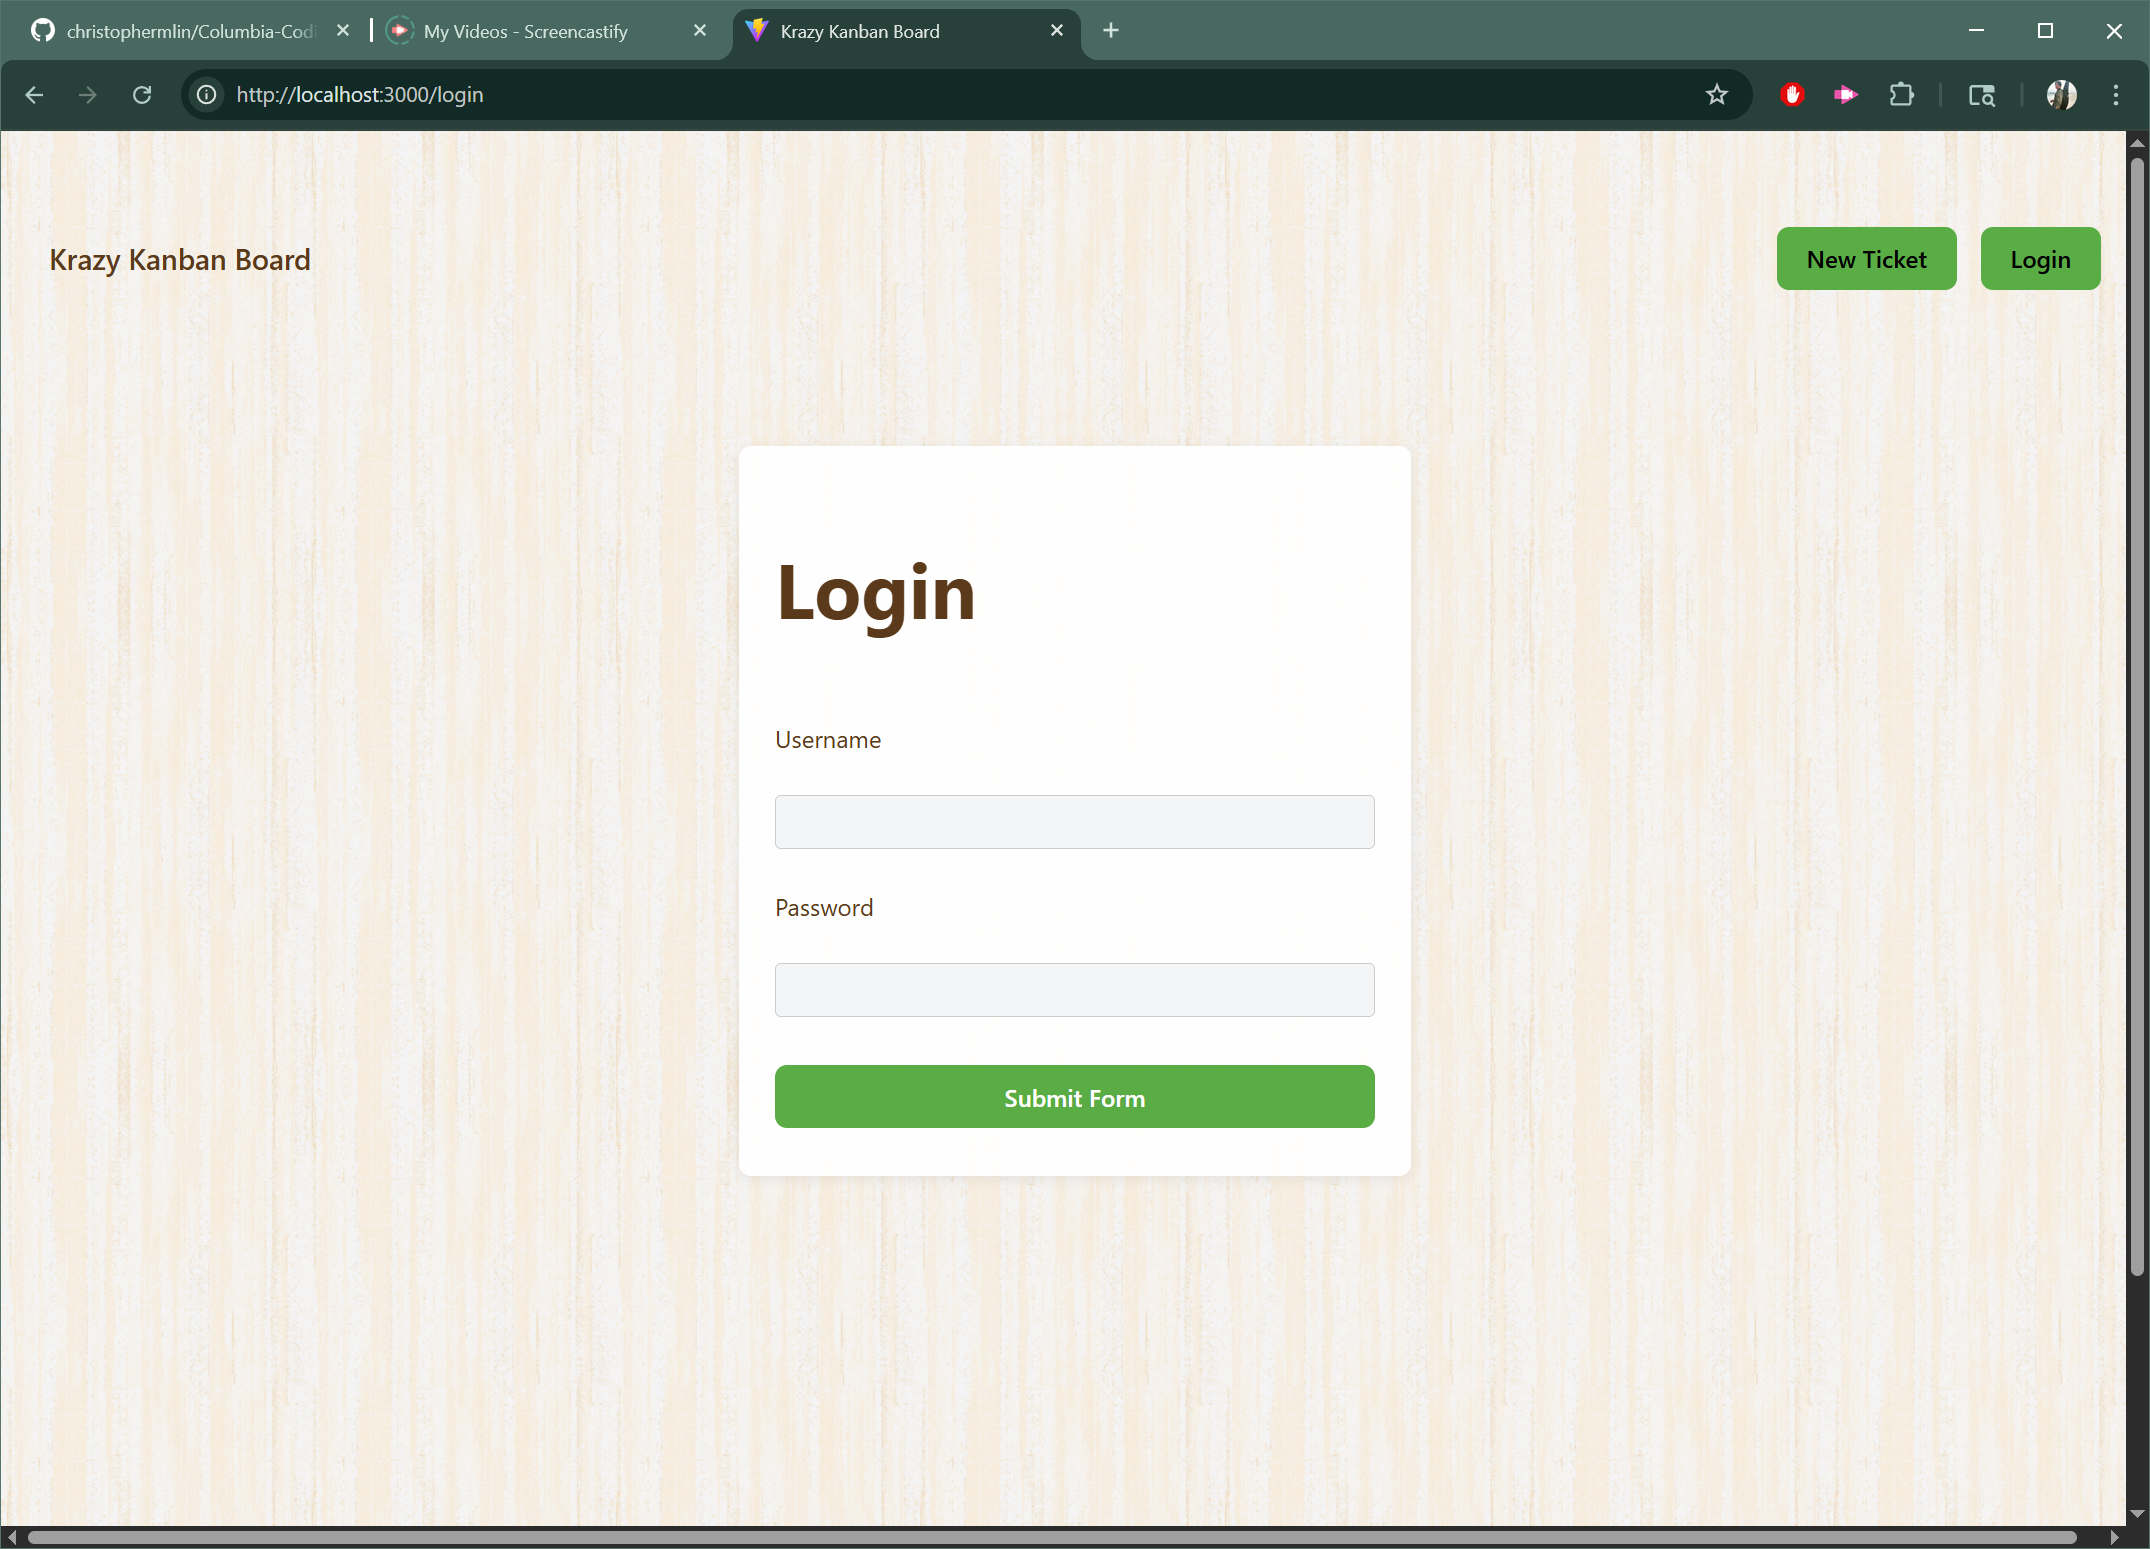 christophermlin/Columbia-Codi
My Videos - Screencastify
Krazy Kanban Board
http://localhost:3000/login
Krazy Kanban Board
New Ticket
Login
Login
Username
Password
Submit Form